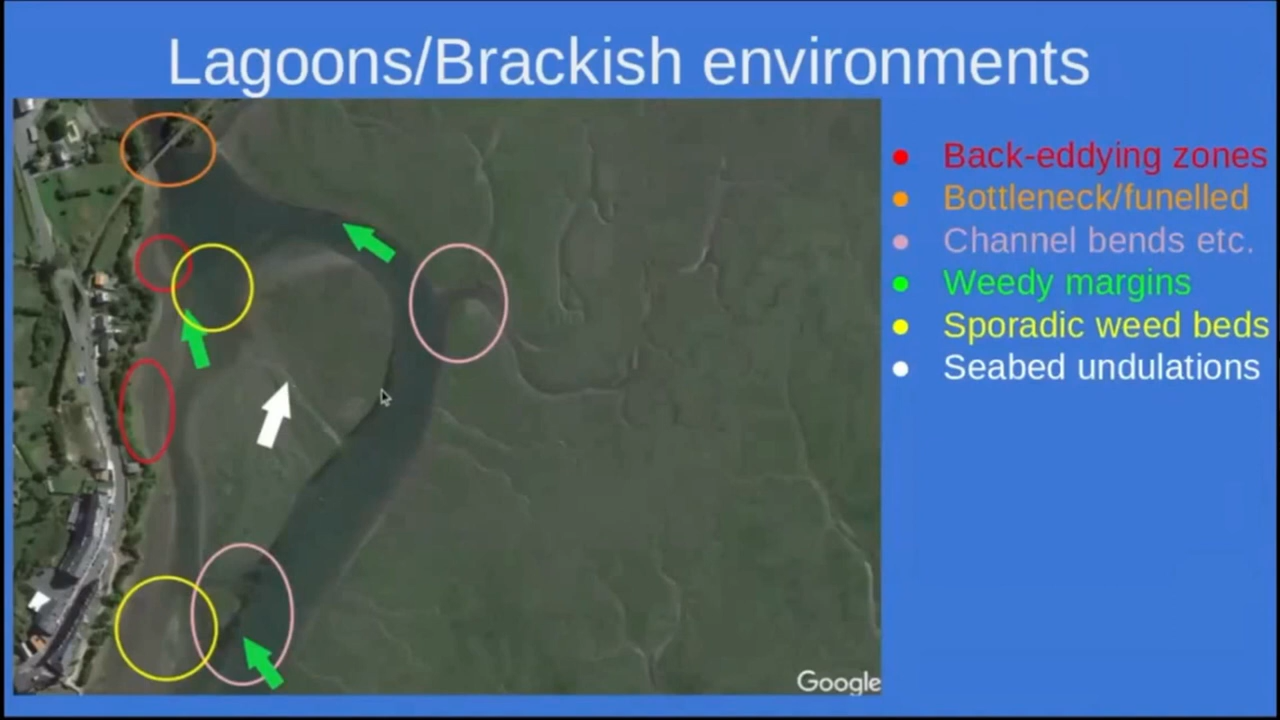 Lagoons/Brackish environments
Back-eddying zones
Bottleneck/funelled
Channel bends etc.
Weedy margins
Sporadic weed beds
Seabed undulations
Google